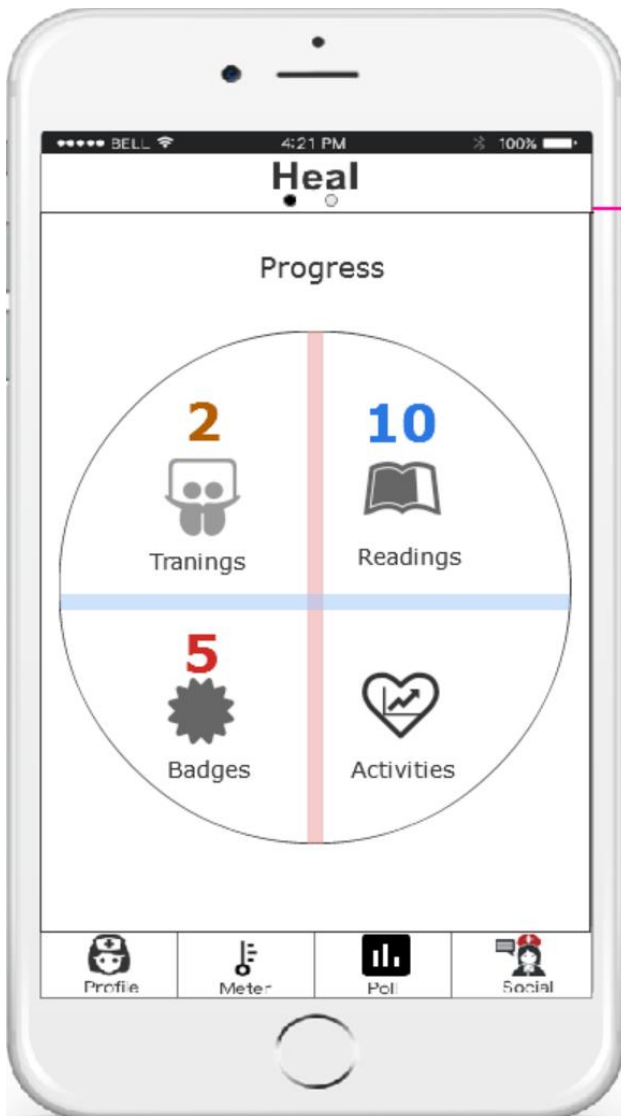 BELL 4:21 PM 100%
Heal
Progress
2 10
Tranings Readings
5
Badges Activities
Profile Meter Poll Social